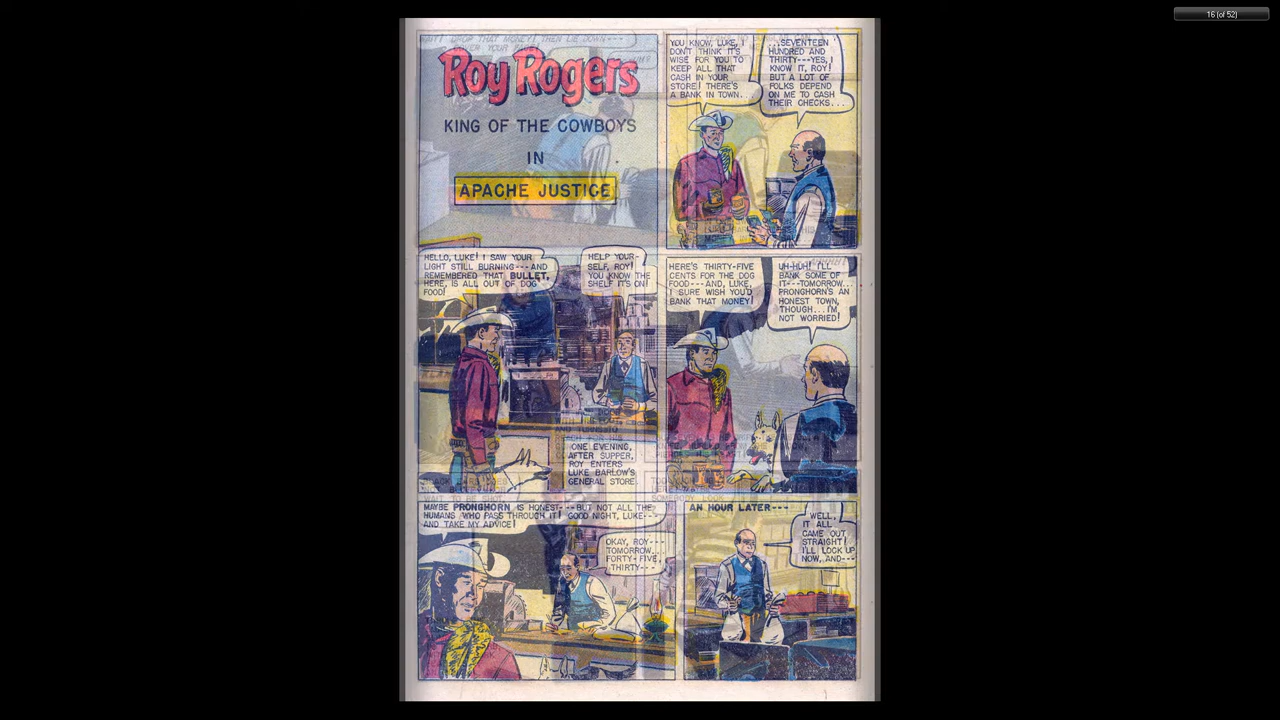 16 (of 52)
Roy Rogers
KING OF THE COWBOYS
IN
APACHE JUSTICE
HELLO, LUKE! I SAW YOUR
LIGHT STILL BURNING---AND
REMEMBERED THAT BULLET,
HERE, IS ALL OUT OF DOG
FOOD!
HELP YOUR-
SELF, ROY!
YOU KNOW THE
SHELF IT'S ON!
ONE EVENING,
AFTER SUPPER,
ROY ENTERS
LUKE BARLOW'S
GENERAL STORE.
YOU KNOW, LUKE, I
DON'T THINK IT'S
WISE FOR YOU TO
KEEP ALL THAT
CASH IN YOUR
STORE! THERE'S
A BANK IN TOWN...
...SEVENTEEN
HUNDRED AND
THIRTY---YES, I
KNOW IT, ROY!
BUT A LOT OF
FOLKS DEPEND
ON ME TO CASH
THEIR CHECKS...
HERE'S THIRTY-FIVE
CENTS FOR THE DOG
FOOD---AND, LUKE,
I SURE WISH YOU'D
BANK THAT MONEY!
UH-HUH! I'LL
BANK SOME OF
IT---TOMORROW...
PRONGHORN'S AN
HONEST TOWN,
THOUGH...I'M
NOT WORRIED!
MAYBE PRONGHORN IS HONEST---BUT NOT ALL THE
HUMANS WHO PASS THROUGH IT! GOOD NIGHT, LUKE---
AND TAKE MY ADVICE!
OKAY, ROY---
TOMORROW...
FORTY-FIVE,
THIRTY---
AN HOUR LATER---
WELL,
IT ALL
CAME OUT
STRAIGHT!
I'LL LOCK UP
NOW, AND---